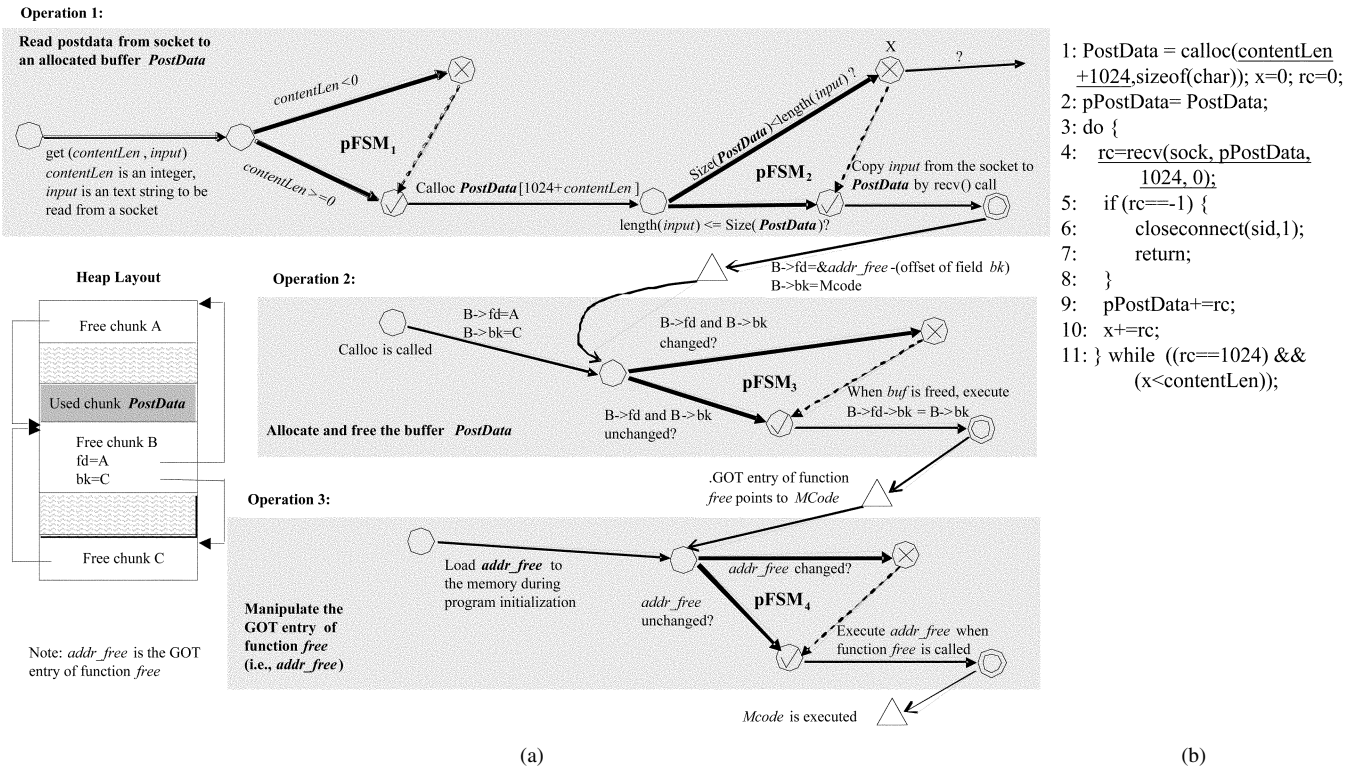 Operation 1:
Read postdata from socket to
an allocated buffer PostData
contentLen<0
pFSM1
contentLen>=0
get (contentLen, input)
contentLen is an integer,
input is an text string to be
read from a socket
Calloc PostData[1024+contentLen]
Size(PostData)<length(input) ?
X
?
pFSM2
Copy input from the socket to
PostData by recv() call
length(input) <= Size(PostData)?
B->fd=&addr_free-(offset of field bk)
B->bk=Mcode
Heap Layout
Free chunk A
Used chunk PostData
Free chunk B
fd=A
bk=C
Free chunk C
Note: addr_free is the GOT
entry of function free
Operation 2:
B->fd=A
B->bk=C
Calloc is called
B->fd and B->bk
changed?
pFSM3
B->fd and B->bk
unchanged?
When buf is freed, execute
B->fd->bk = B->bk
Allocate and free the buffer PostData
.GOT entry of function
free points to MCode
Operation 3:
Load addr_free to
the memory during
program initialization
addr_free changed?
addr_free
unchanged?
pFSM4
Manipulate the
GOT entry of
function free
(i.e., addr_free)
Execute addr_free when
function free is called
Mcode is executed
(a)
1: PostData = calloc(contentLen
+1024,sizeof(char)); x=0; rc=0;
2: pPostData= PostData;
3: do {
4: rc=recv(sock, pPostData,
1024, 0);
5: if (rc==-1) {
6: closeconnect(sid,1);
7: return;
8: }
9: pPostData+=rc;
10: x+=rc;
11: } while ((rc==1024) &&
(x<contentLen));
(b)